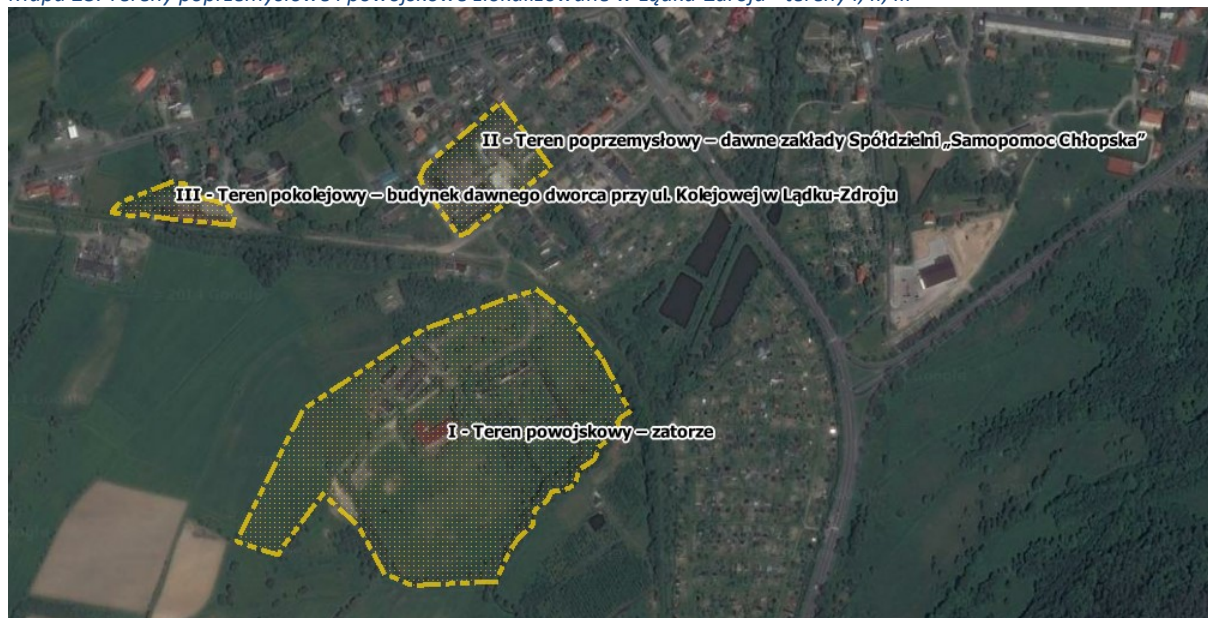 II - Teren poprzemysłowy – dawne zakłady Spółdzielni „Samopomoc Chłopska”
III - Teren pokolejowy – budynek dawnego dworca przy ul. Kolejowej w Lądku-Zdroju
I - Teren powojskowy – zatorze